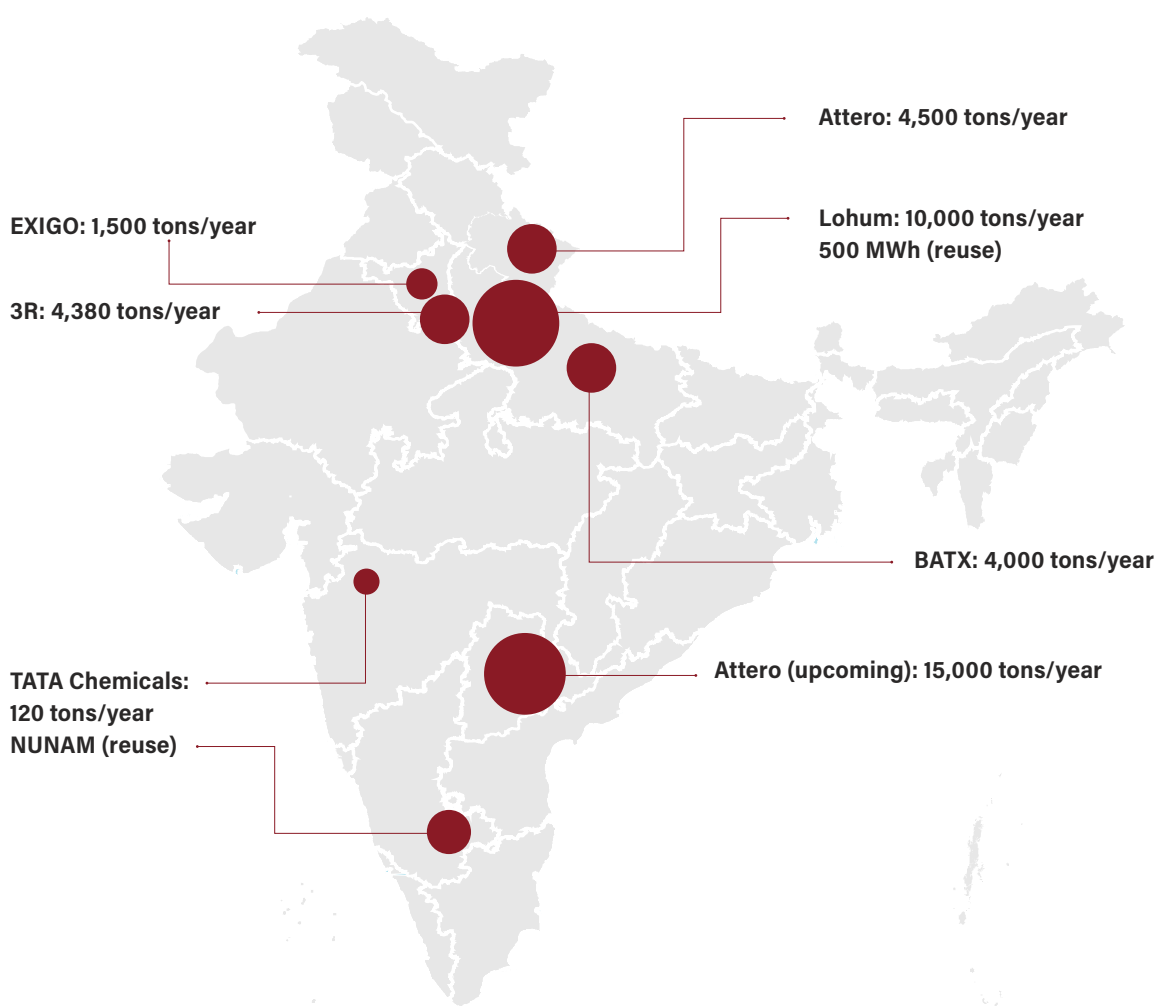 Attero: 4,500 tons/year
EXIGO: 1,500 tons/year
Lohum: 10,000 tons/year
500 MWh (reuse)
3R: 4,380 tons/year
BATX: 4,000 tons/year
Attero (upcoming): 15,000 tons/year
TATA Chemicals:
120 tons/year
NUNAM (reuse)